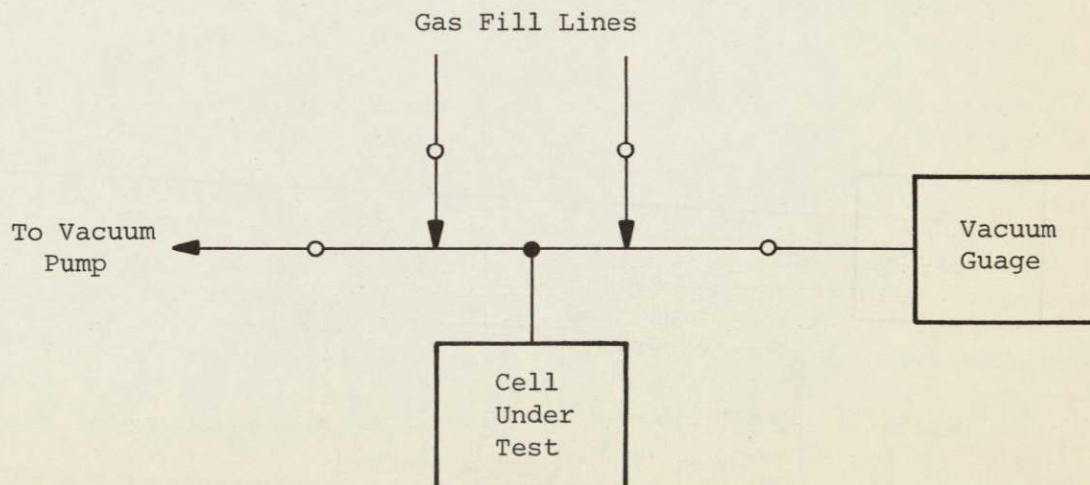 Gas Fill Lines
To Vacuum
Pump
Vacuum
Guage
Cell
Under
Test